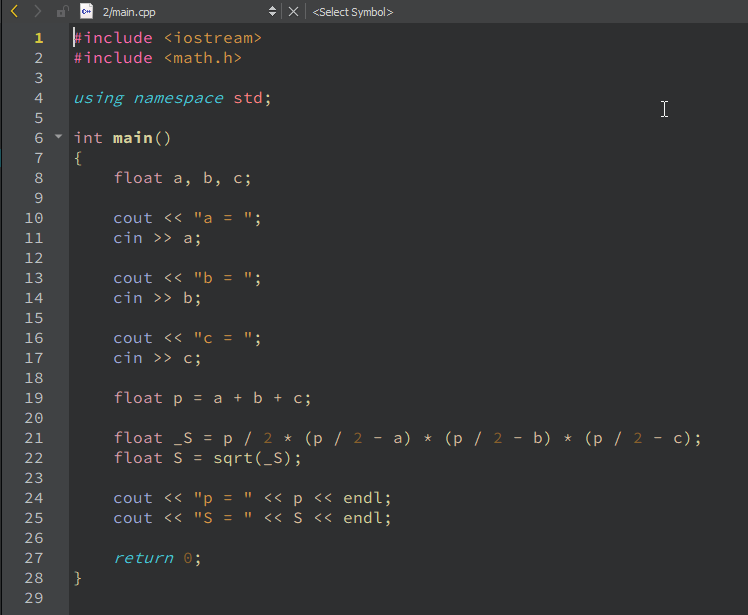 2/main.cpp <Select Symbol>
1 #include <iostream>
2 #include <math.h>
3
4 using namespace std;
5
6 int main()
7 {
8     float a, b, c;
9
10     cout << "a = ";
11     cin >> a;
12
13     cout << "b = ";
14     cin >> b;
15
16     cout << "c = ";
17     cin >> c;
18
19     float p = a + b + c;
20
21     float _S = p / 2 * (p / 2 - a) * (p / 2 - b) * (p / 2 - c);
22     float S = sqrt(_S);
23
24     cout << "p = " << p << endl;
25     cout << "S = " << S << endl;
26
27     return 0;
28 }
29